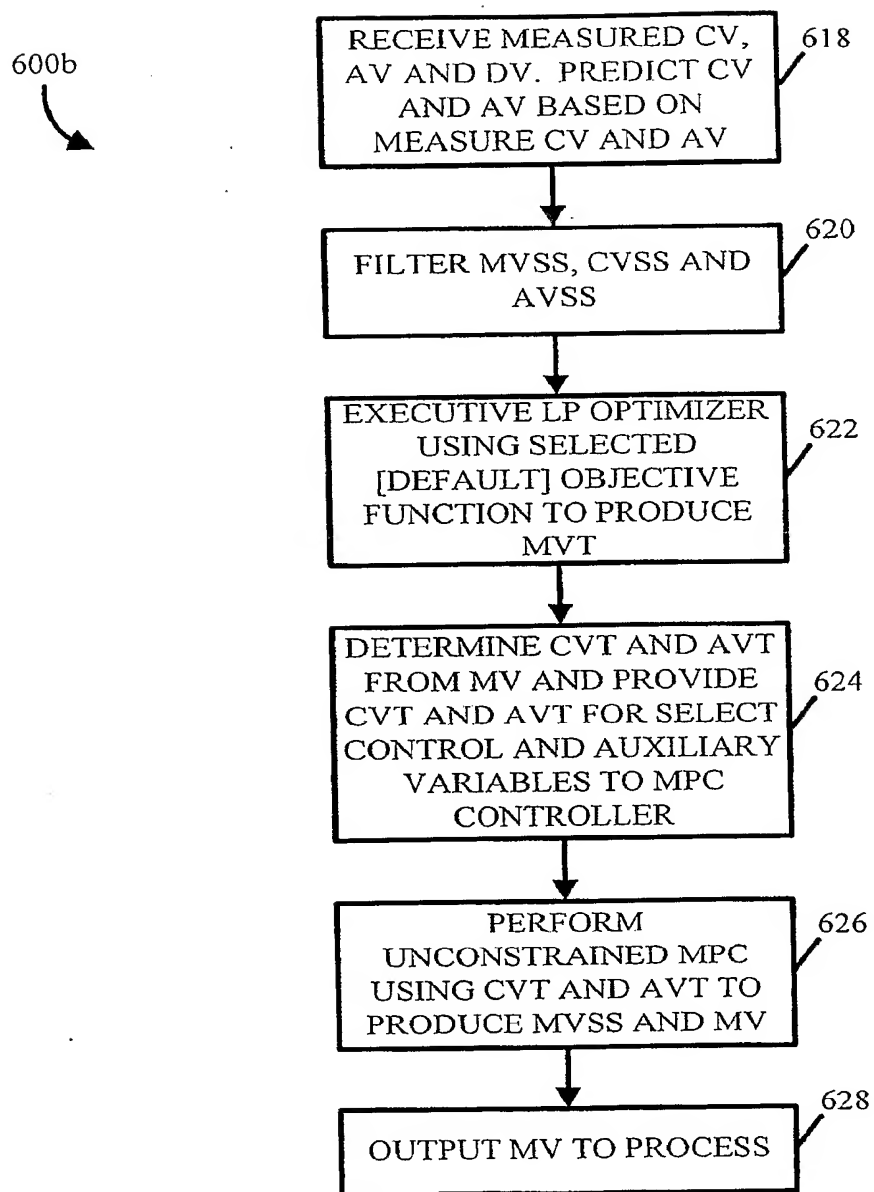 600b
RECEIVE MEASURED CV,
AV AND DV. PREDICT CV
AND AV BASED ON
MEASURE CV AND AV
618
FILTER MVSS, CVSS AND
AVSS
620
EXECUTIVE LP OPTIMIZER
USING SELECTED
[DEFAULT] OBJECTIVE
FUNCTION TO PRODUCE
MVT
622
DETERMINE CVT AND AVT
FROM MV AND PROVIDE
CVT AND AVT FOR SELECT
CONTROL AND AUXILIARY
VARIABLES TO MPC
CONTROLLER
624
PERFORM
UNCONSTRAINED MPC
USING CVT AND AVT TO
PRODUCE MVSS AND MV
626
OUTPUT MV TO PROCESS
628